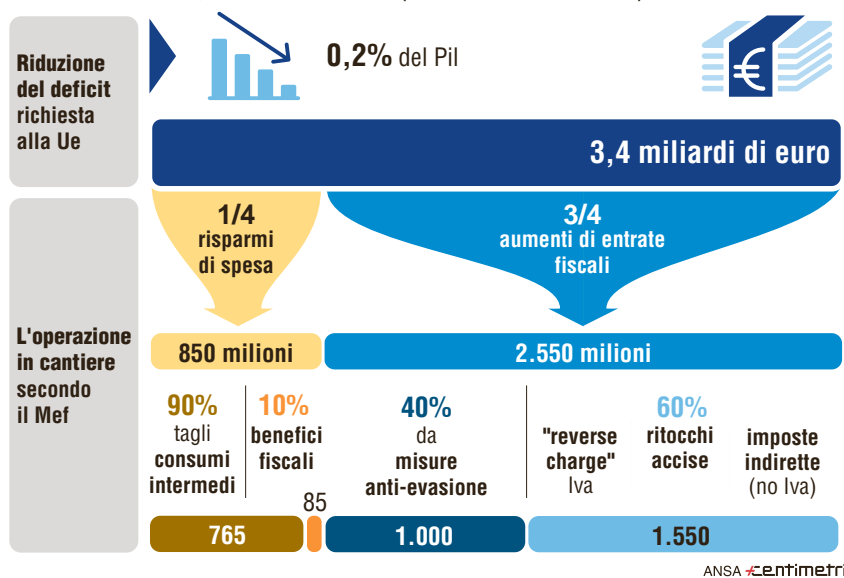 Riduzione
del deficit
richiesta
alla Ue
0,2% del Pil
€
3,4 miliardi di euro
L'operazione
in cantiere
secondo
il Mef
1/4
risparmi
di spesa
3/4
aumenti di entrate
fiscali
850 milioni
2.550 milioni
90%
tagli
consumi
intermedi
10%
benefici
fiscali
40%
da
misure
anti-evasione
60%
"reverse
charge"
Iva
ritocchi
accise
imposte
indirette
(no Iva)
765
85
1.000
1.550
ANSA centimetri